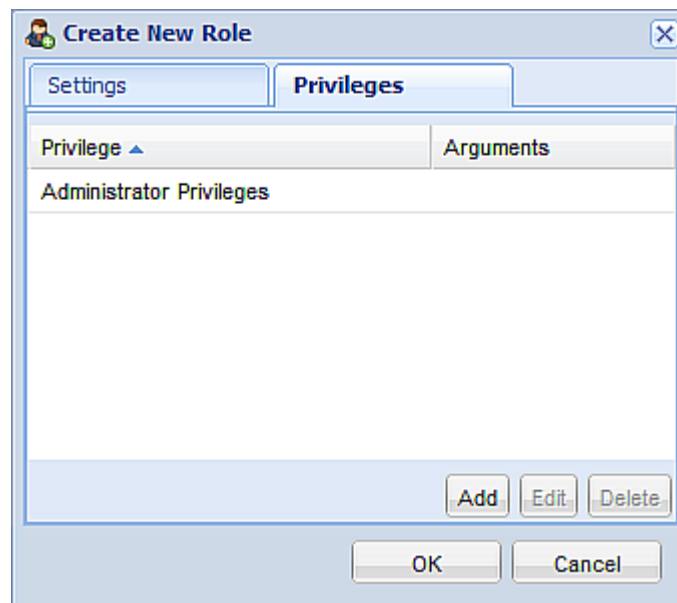 Create New Role
Settings Privileges
Privilege Arguments
Administrator Privileges
Add Edit Delete
OK Cancel